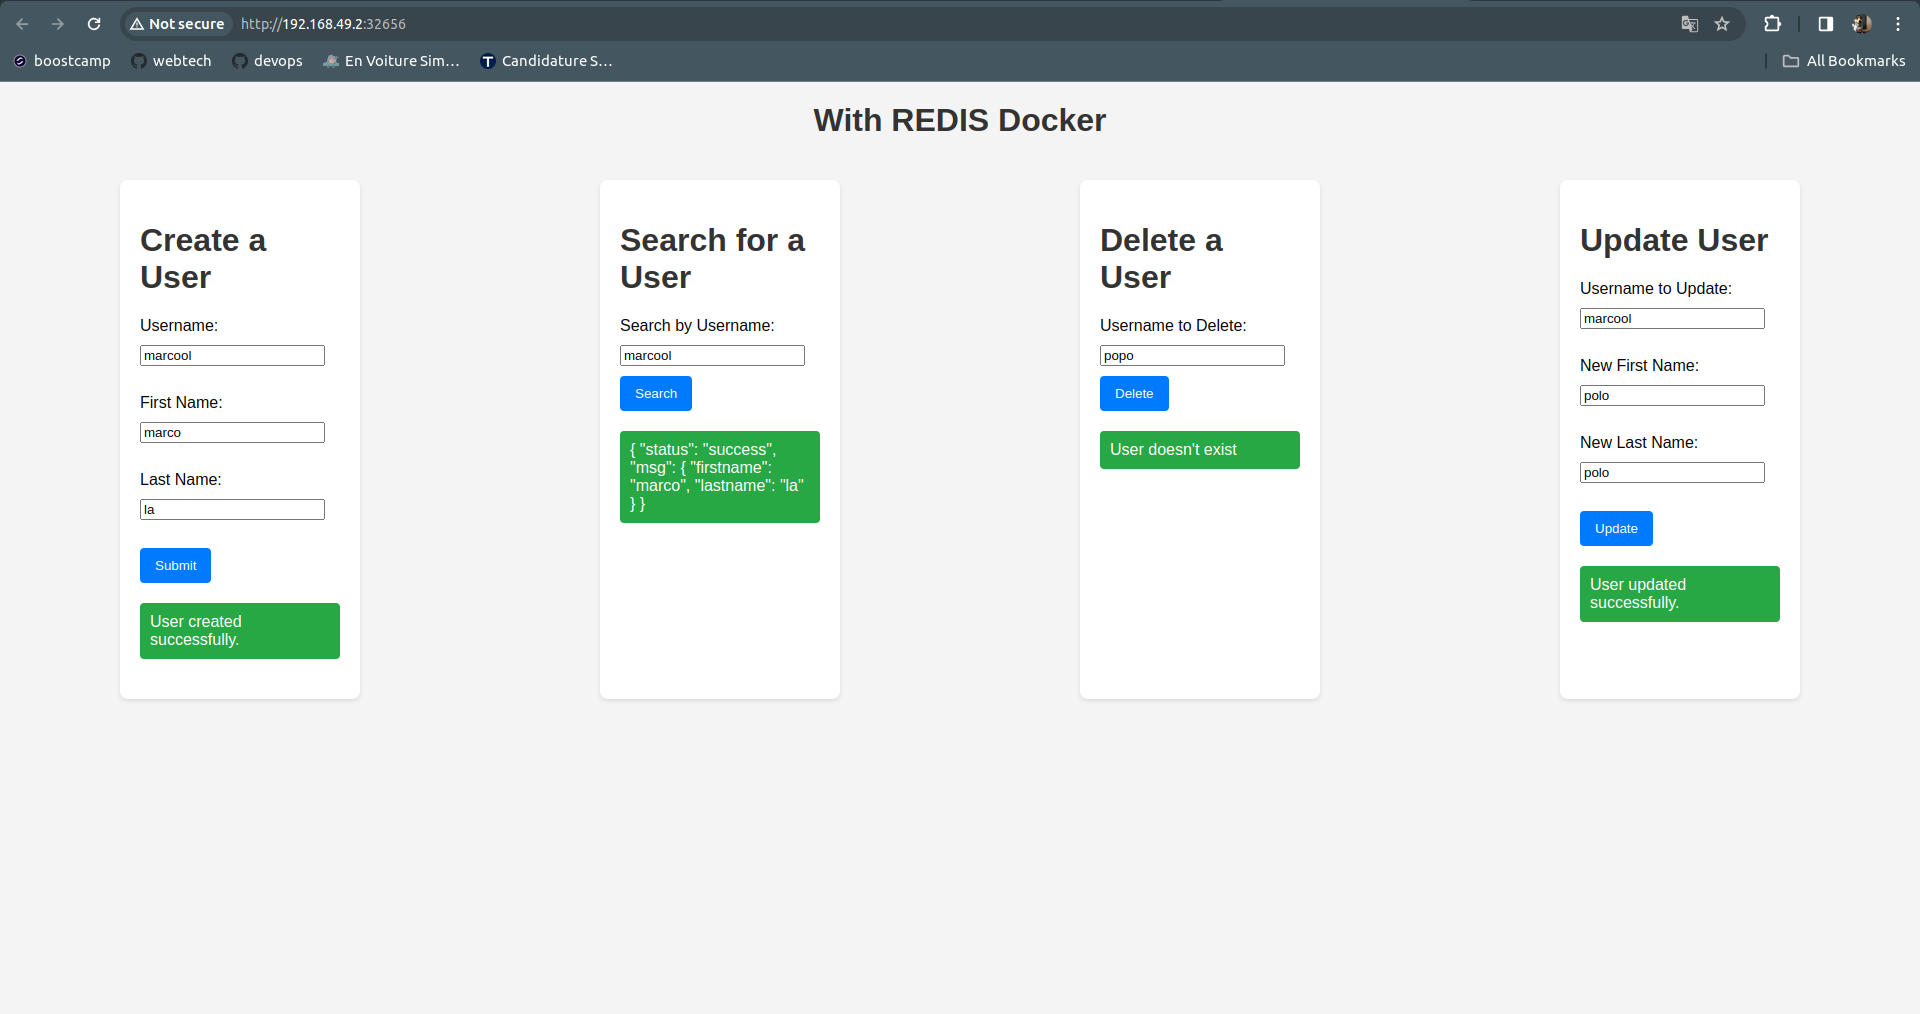 Not secure http://192.168.49.2:32656
boostcamp webtech devops En Voiture Sim... Candidature S... All Bookmarks
With REDIS Docker
Create a
User
Username:
marcool
First Name:
marco
Last Name:
la
Submit
User created
successfully.
Search for a
User
Search by Username:
marcool
Search
{ "status": "success",
"msg": { "firstname":
"marco", "lastname": "la"
} }
Delete a
User
Username to Delete:
popo
Delete
User doesn't exist
Update User
Username to Update:
marcool
New First Name:
polo
New Last Name:
polo
Update
User updated
successfully.